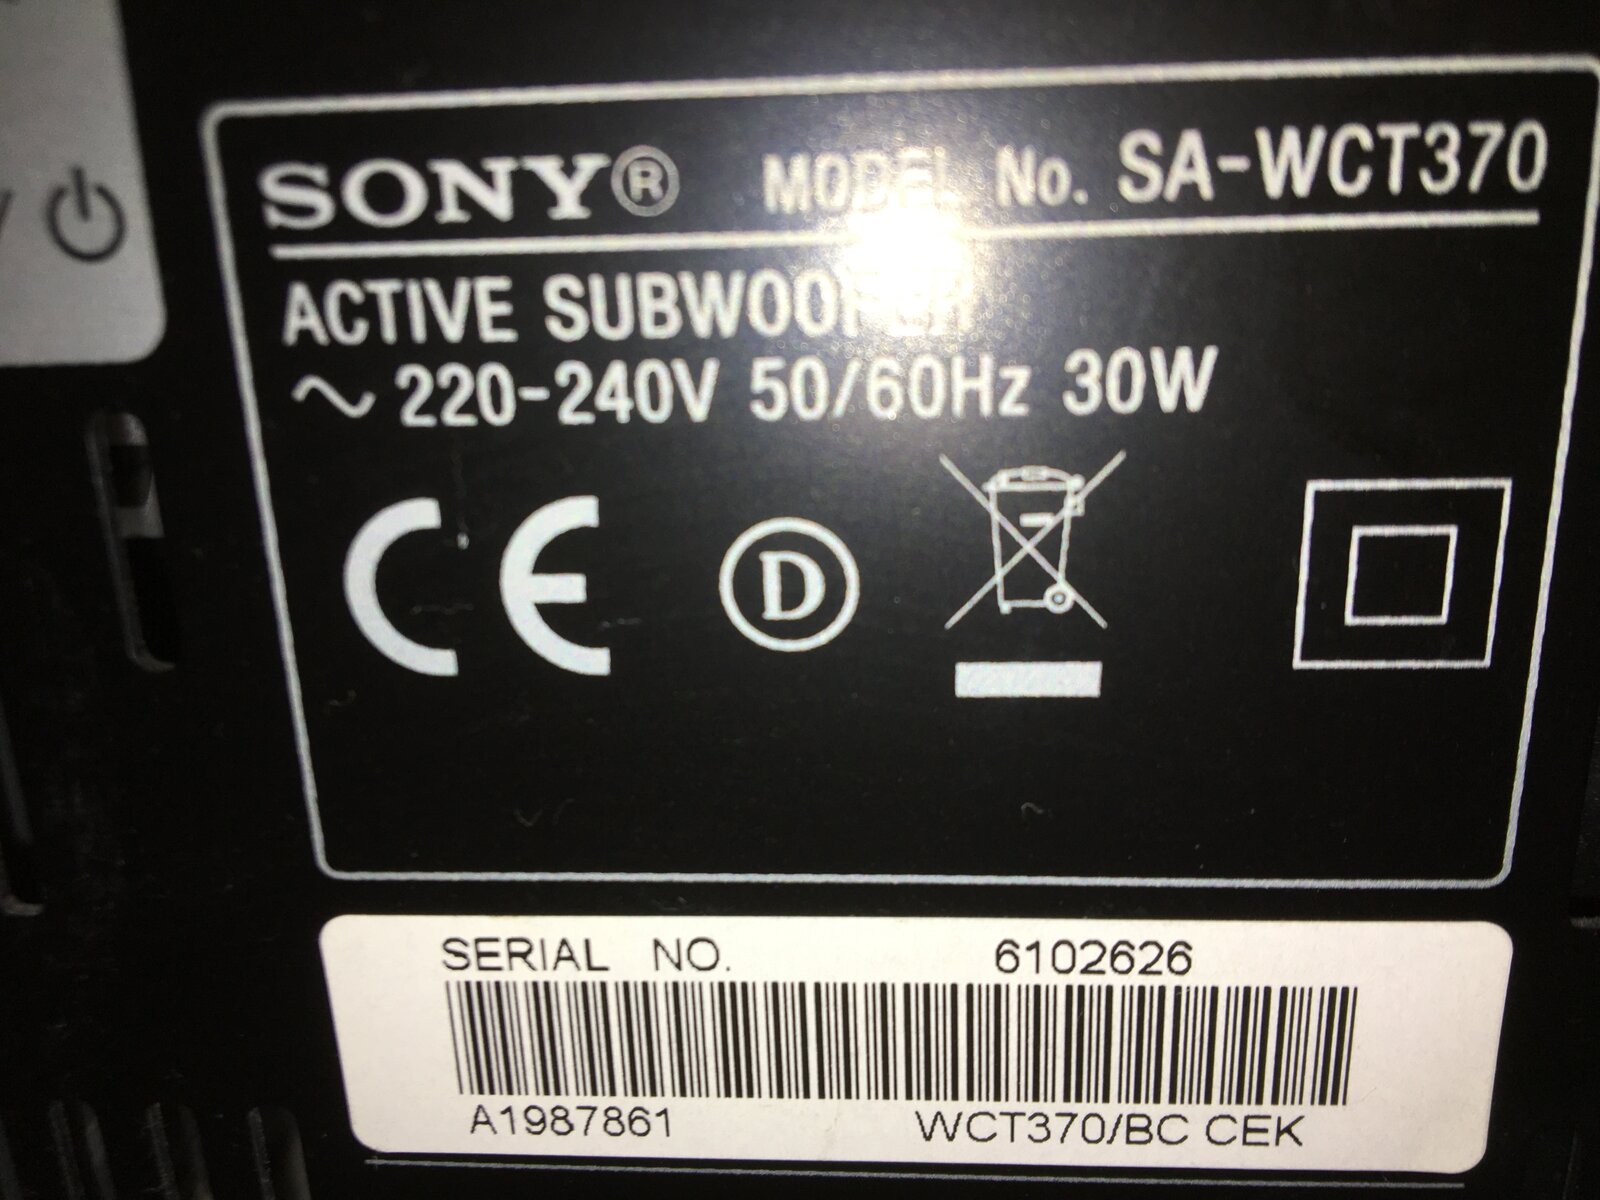 SONY® MODEL No. SA-WCT370
ACTIVE SUBWOOFER
~ 220-240V 50/60Hz 30W
CE D
SERIAL NO. 6102626
A1987861 WCT370/BC CEK